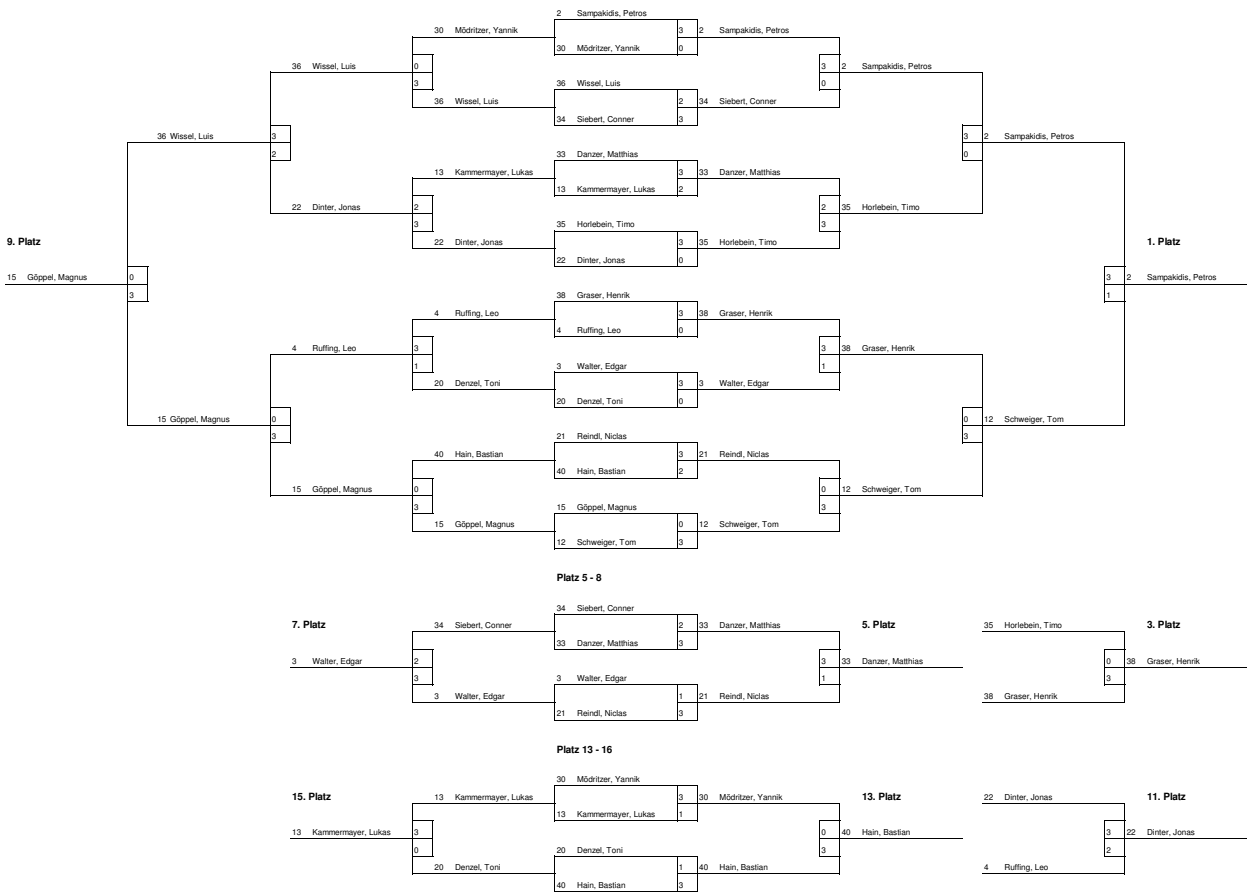 2 Sampakidis, Petros
30 Mödritzer, Yannik 3 2 Sampakidis, Petros
30 Mödritzer, Yannik 0
36 Wissel, Luis 0 3 2 Sampakidis, Petros
3 36 Wissel, Luis 0
36 Wissel, Luis 2 34 Siebert, Conner
34 Siebert, Conner 3
36 Wissel, Luis 3 3 2 Sampakidis, Petros
2 33 Danzer, Matthias 0
13 Kammermayer, Lukas 3 33 Danzer, Matthias
13 Kammermayer, Lukas 2
22 Dinter, Jonas 2 2 35 Horlebein, Timo
3 35 Horlebein, Timo 3
9. Platz 22 Dinter, Jonas 3 35 Horlebein, Timo 1. Platz
22 Dinter, Jonas 0
15 Göppel, Magnus 0 3 2 Sampakidis, Petros
3 38 Graser, Henrik 1
4 Ruffing, Leo 3 38 Graser, Henrik
4 Ruffing, Leo 0
4 Ruffing, Leo 3 3 38 Graser, Henrik
1 3 Walter, Edgar 1
20 Denzel, Toni 3 3 Walter, Edgar
20 Denzel, Toni 0
15 Göppel, Magnus 0 0 12 Schweiger, Tom
3 21 Reindl, Niclas 3
40 Hain, Bastian 3 21 Reindl, Niclas
40 Hain, Bastian 2
15 Göppel, Magnus 0 0 12 Schweiger, Tom
3 15 Göppel, Magnus 3
15 Göppel, Magnus 0 12 Schweiger, Tom
12 Schweiger, Tom 3
Platz 5 - 8
34 Siebert, Conner
7. Platz 34 Siebert, Conner 2 33 Danzer, Matthias 5. Platz 35 Horlebein, Timo 3. Platz
33 Danzer, Matthias 3
3 Walter, Edgar 2 3 33 Danzer, Matthias 0 38 Graser, Henrik
3 3 Walter, Edgar 1 3
3 Walter, Edgar 1 21 Reindl, Niclas 38 Graser, Henrik
21 Reindl, Niclas 3
Platz 13 - 16
30 Mödritzer, Yannik
15. Platz 13 Kammermayer, Lukas 3 30 Mödritzer, Yannik 13. Platz 22 Dinter, Jonas 11. Platz
13 Kammermayer, Lukas 1
13 Kammermayer, Lukas 3 0 40 Hain, Bastian 3 22 Dinter, Jonas
0 20 Denzel, Toni 3 2
20 Denzel, Toni 1 40 Hain, Bastian 4 Ruffing, Leo
40 Hain, Bastian 3